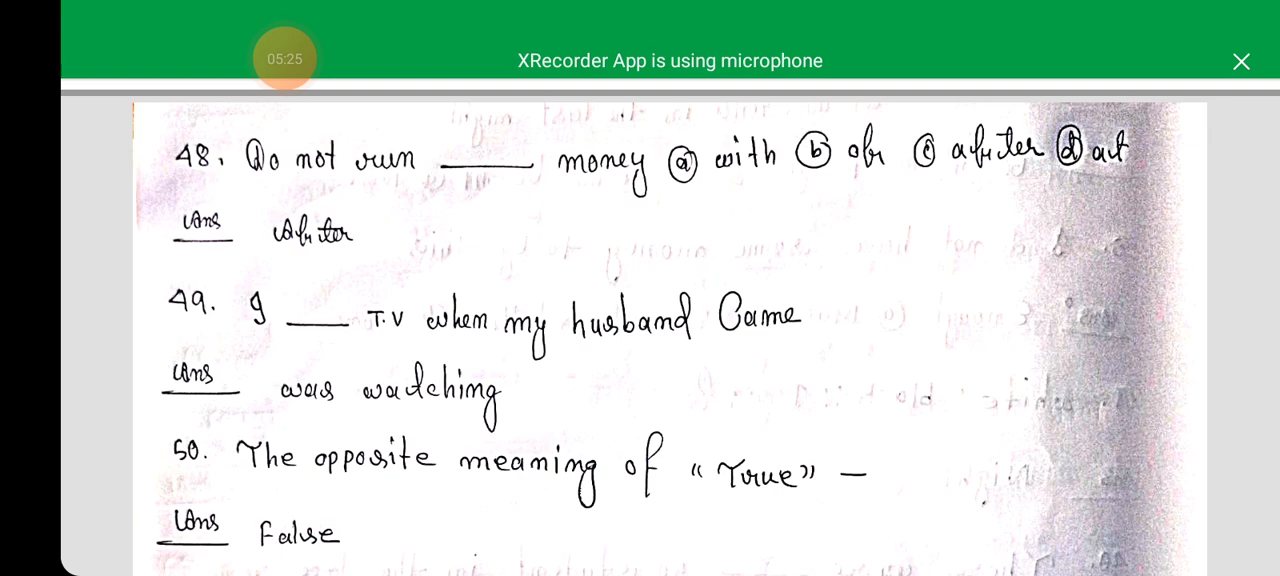 05:25
XRecorder App is using microphone
48. Do not run ____ money (a) with (b) of (c) after (d) at
Ans After
49. I ____ T.V when my husband Came
Ans was watching
50. The opposite meaning of "True" —
Ans False